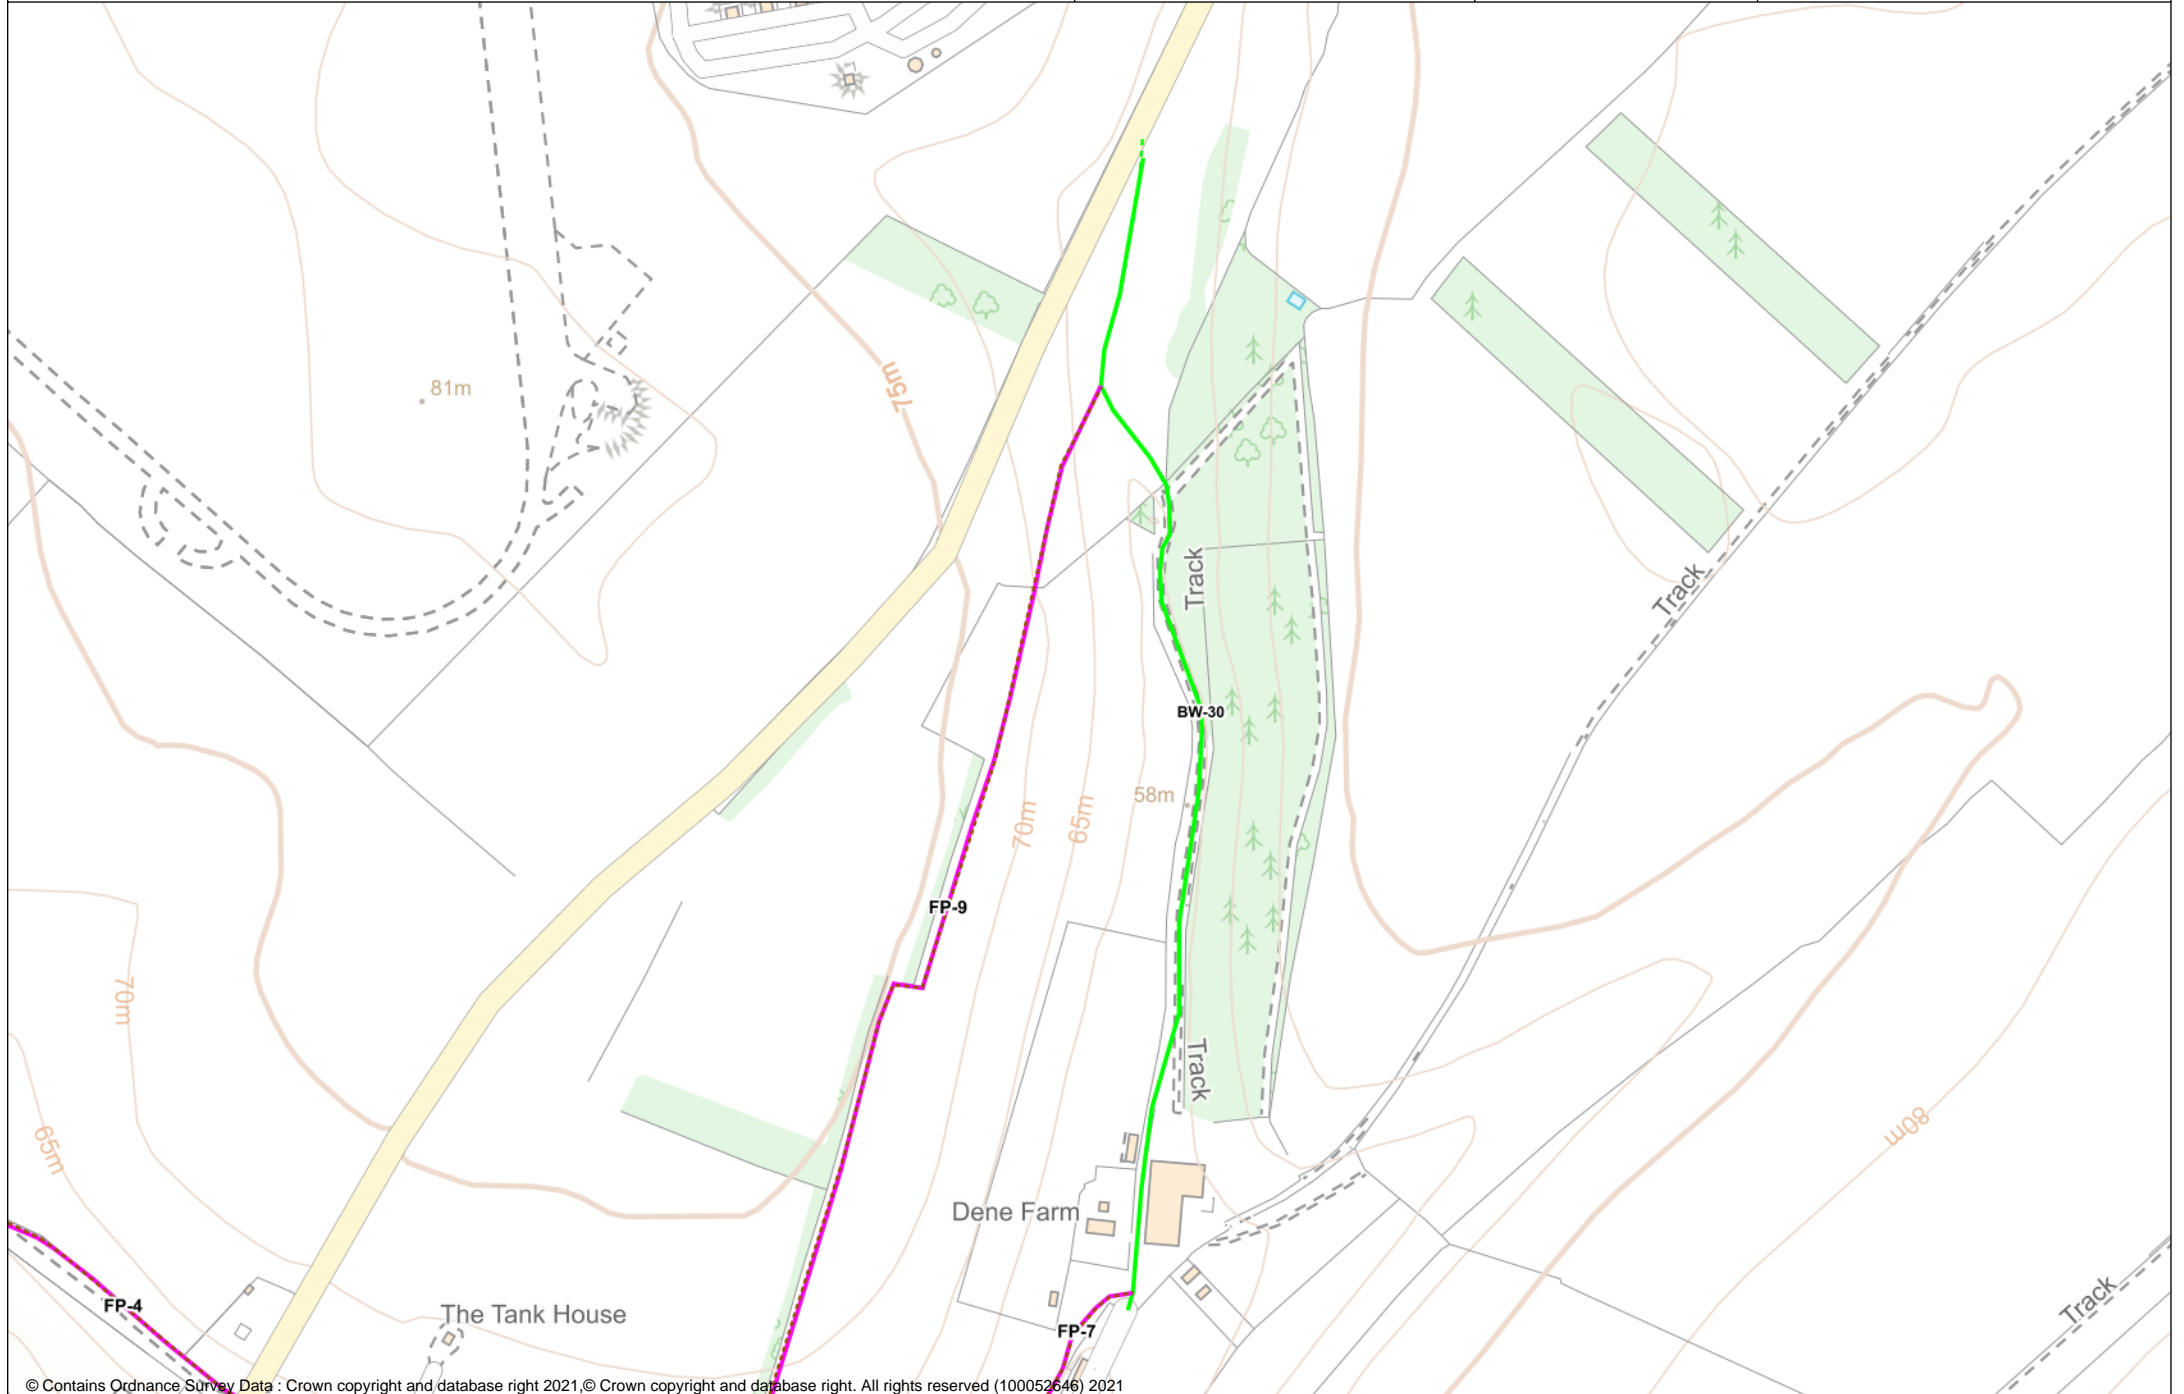 81m
75m
Track
Track
BW-30
58m
70m
65m
FP-9
70m
Track
65m
80m
Dene Farm
FP-4
The Tank House
FP-7
Track
© Contains Ordnance Survey Data : Crown copyright and database right 2021,© Crown copyright and database right. All rights reserved (100052646) 2021